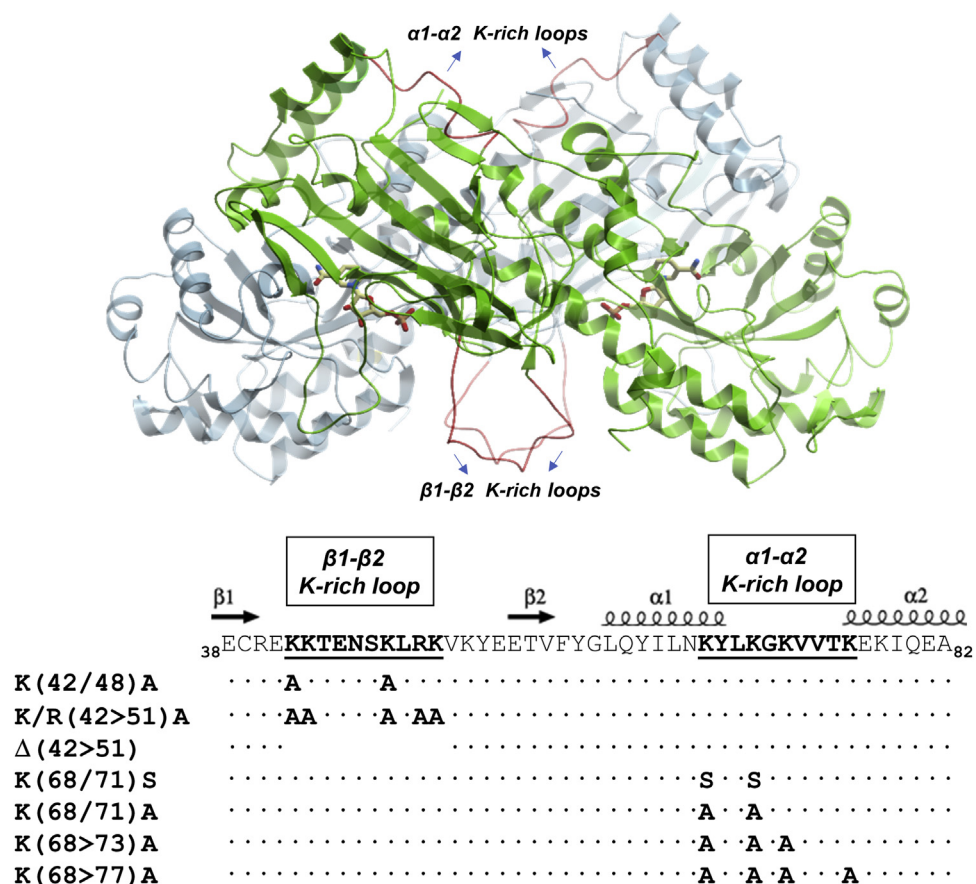 α1-α2 K-rich loops
β1-β2 K-rich loops
β1-β2
K-rich loop
α1-α2
K-rich loop
β1 β2 α1 α2
38ECREKKTENSKLRKVKYEETVFYGLQYILNKYLKGKVVTKEKIQEA82
K(42/48)A ····A·····A···································
K/R(42>51)A ····AA····A·AA································
Δ(42>51) ···· ································
K(68/71)S ······························S··S············
K(68/71)A ······························A··A············
K(68>73)A ······························A··A·A··········
K(68>77)A ······························A··A·A···A······